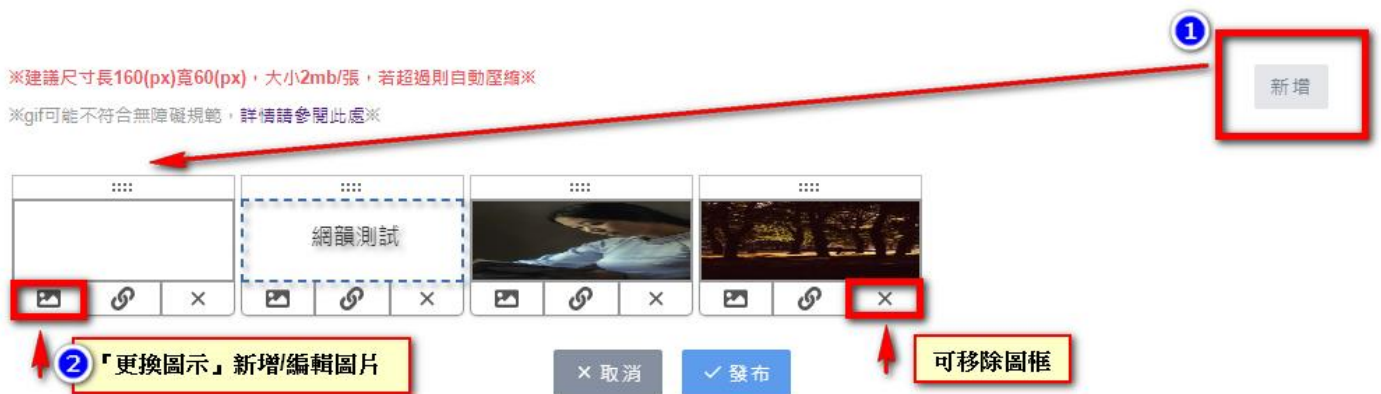 1
※建議尺寸長160(px)寬60(px)，大小2mb/張，若超過則自動壓縮※
新增
※gif可能不符合無障礙規範，詳情請參閱此處※
網韻測試
2
「更換圖示」新增/編輯圖片
× 取消
✓ 發布
可移除圖框